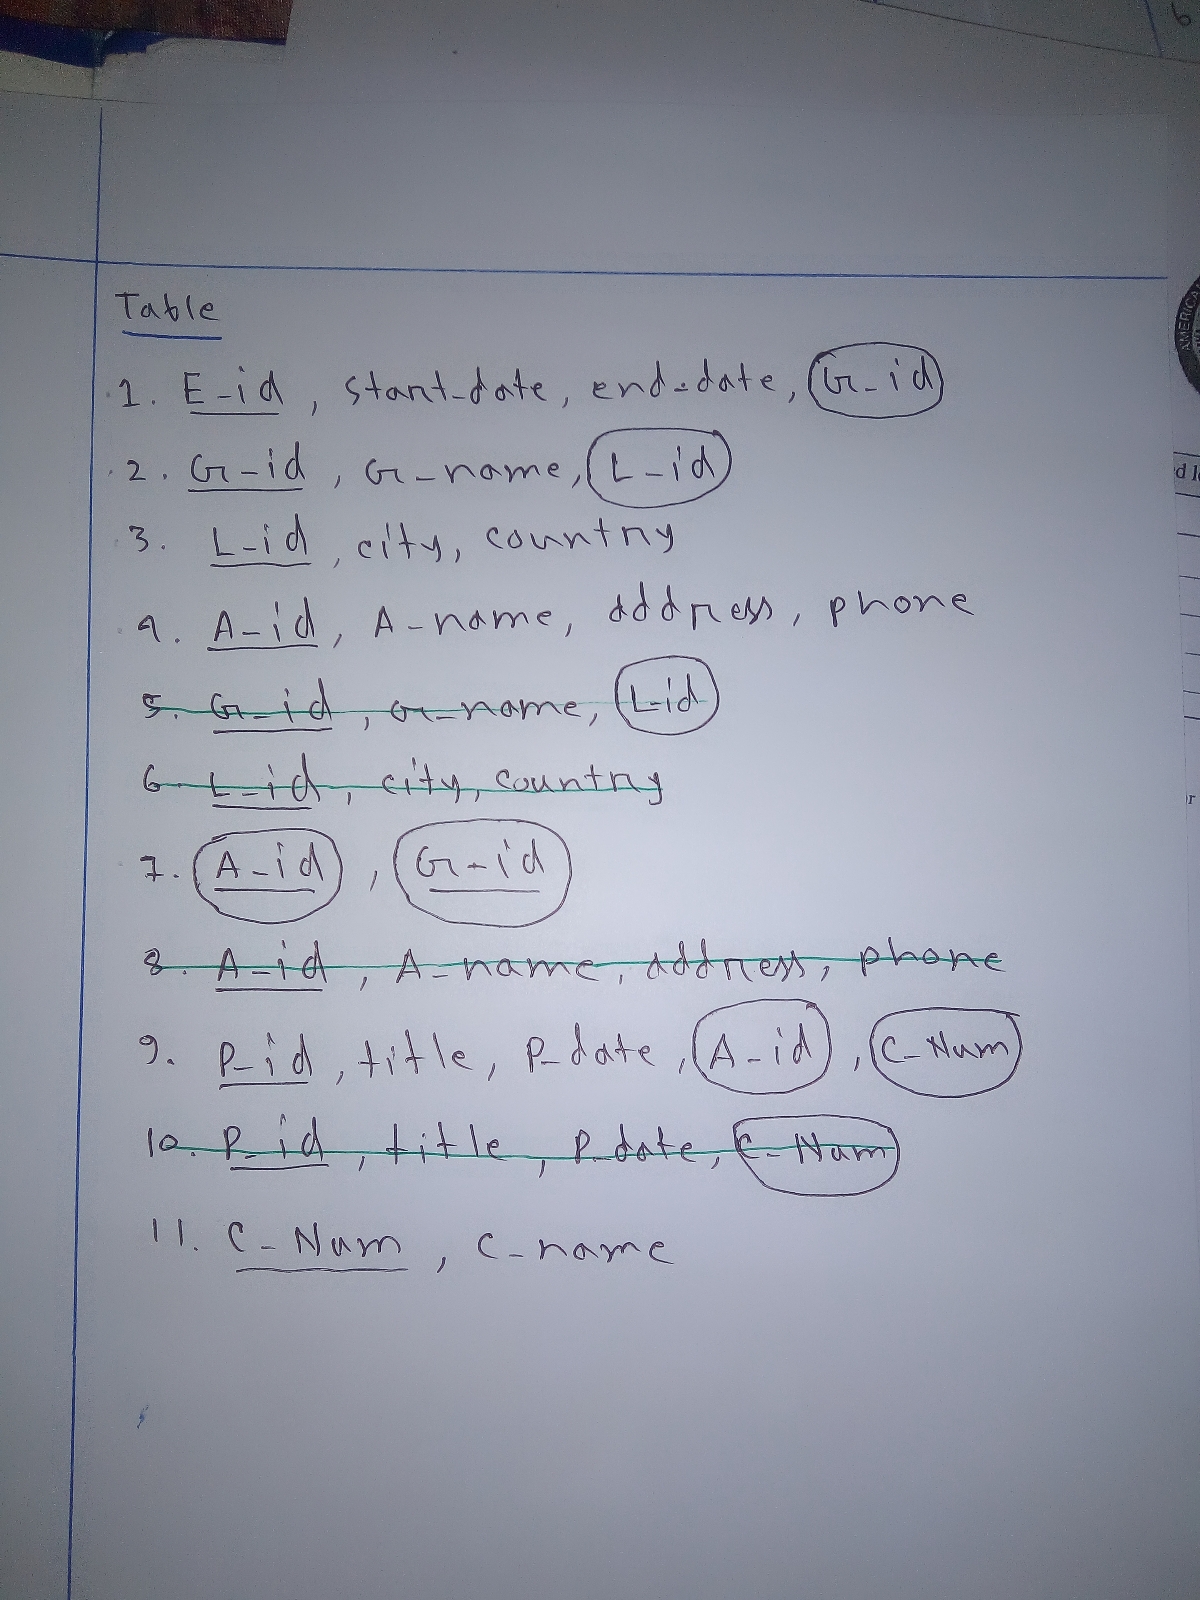 6
Table
1. E-id, start-date, end-date, G-id
AMERICA
2. G-id, G-name, L-id
3. L-id, city, country
4. A-id, A-name, address, phone
5. G-id, G-name, L-id
6. L-id, city, country
7. A-id, G-id
8. A-id, A-name, address, phone
9. P-id, title, P-date, A-id, C-Num
10. P-id, title, P-date, C-Num
11. C-Num, C-name